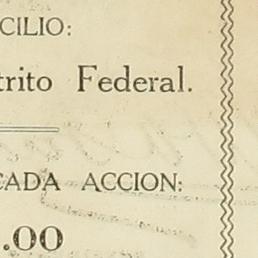 CILIO:
trito Federal.
CADA ACCION:
.00